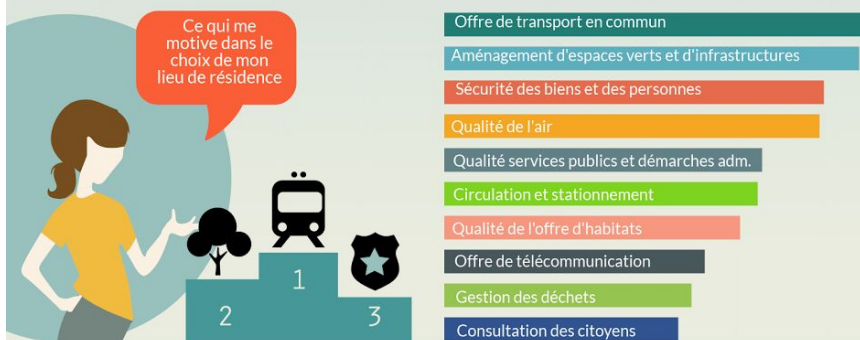 Ce qui me
motive dans le
choix de mon
lieu de résidence
1
2
3
Offre de transport en commun
Aménagement d'espaces verts et d'infrastructures
Sécurité des biens et des personnes
Qualité de l'air
Qualité services publics et démarches adm.
Circulation et stationnement
Qualité de l'offre d'habitats
Offre de télécommunication
Gestion des déchets
Consultation des citoyens